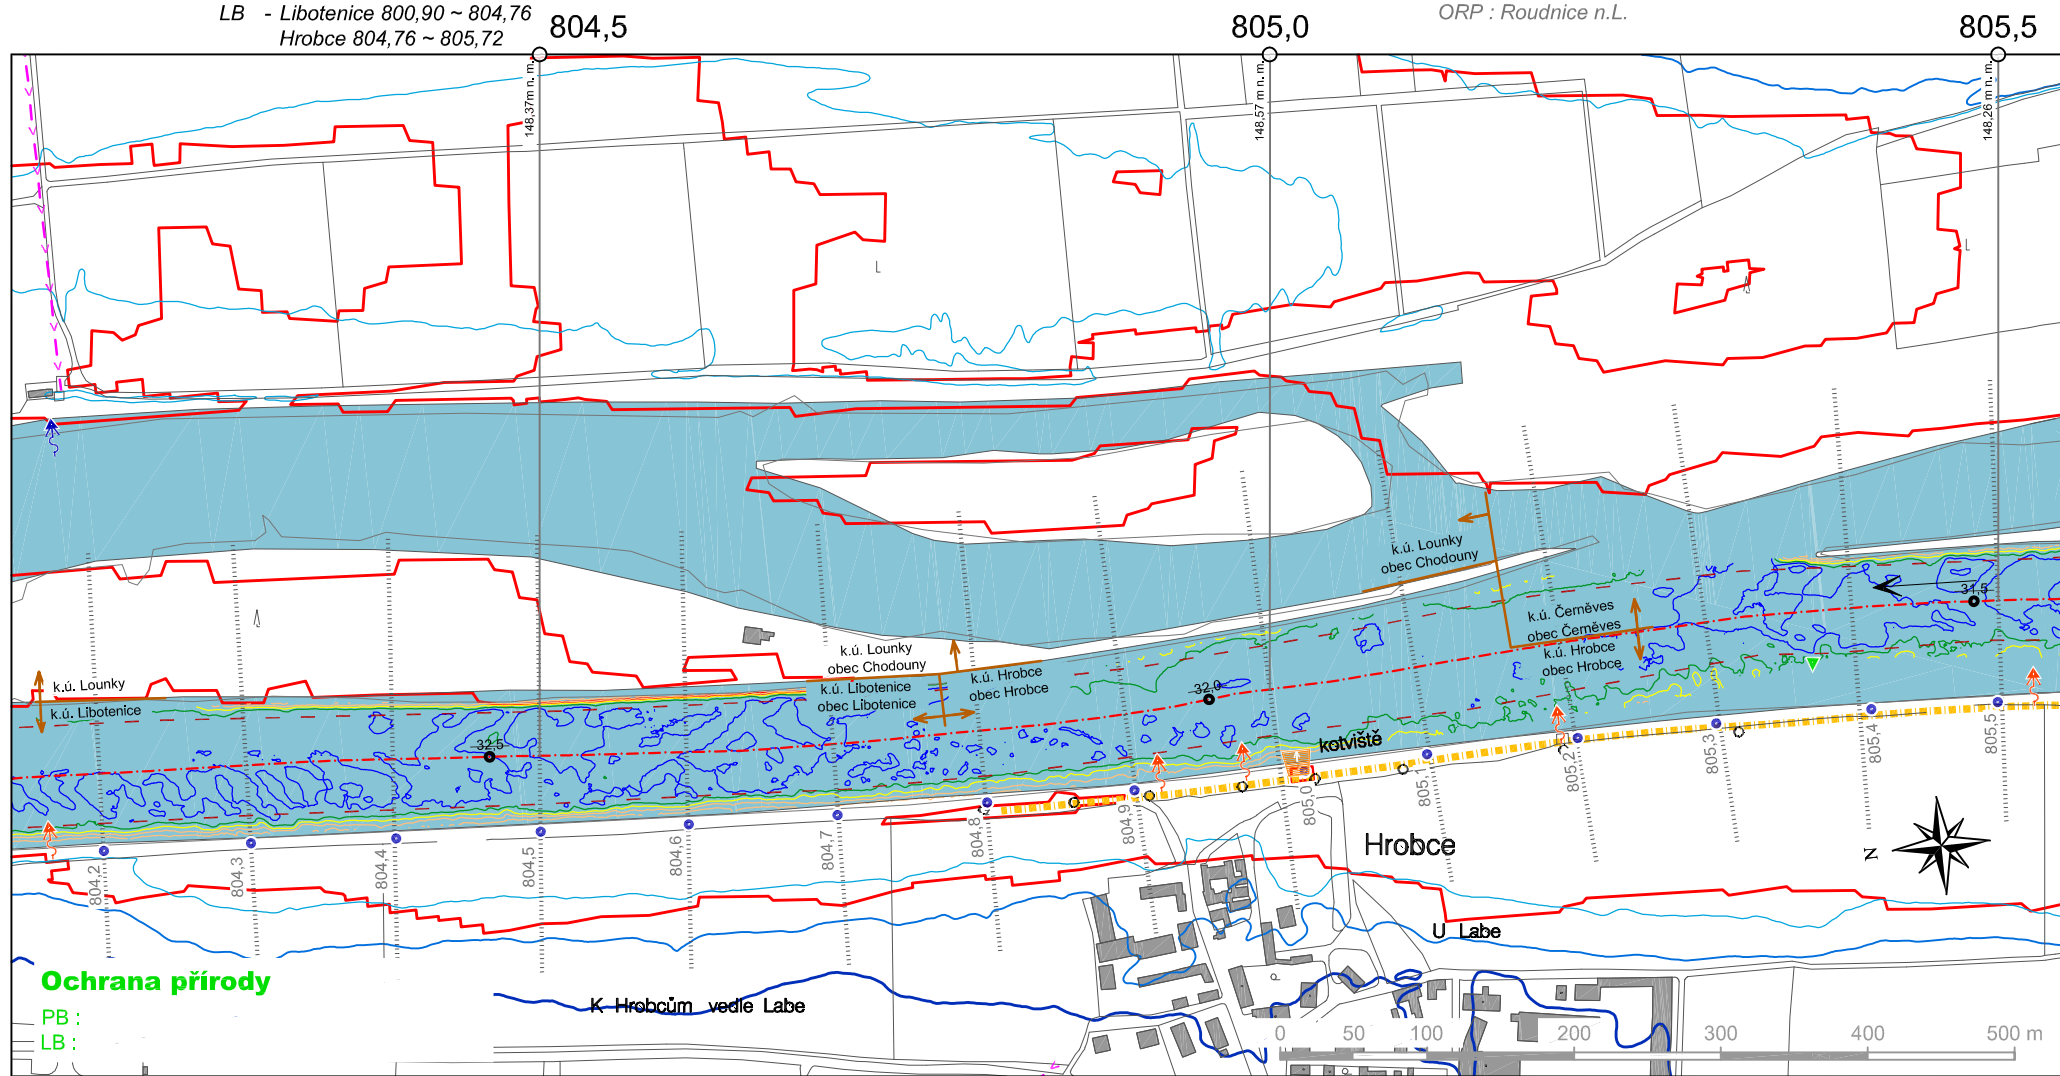 LB - Libotenice 800,90 ~ 804,76
Hrobce 804,76 ~ 805,72
ORP : Roudnice n.L.
804,5
805,0
805,5
148,37m n. m.
148,57 m n. m.
148,26 m n. m.
k.ú. Lounky
obec Chodouny
31,5
k.ú. Černěves
obec Černěves
k.ú. Hrobce
obec Hrobce
k.ú. Lounky
obec Chodouny
k.ú. Hrobce
obec Hrobce
k.ú. Libotenice
obec Libotenice
k.ú. Lounky
k.ú. Libotenice
32,0
32,5
kotviště
804,2
804,3
804,4
804,5
804,6
804,7
804,8
804,9
805,0
805,1
805,2
805,3
805,4
805,5
Hrobce
N
U Labe
Ochrana přírody
PB :
LB :
K Hrobcům vedle Labe
0 50 100 200 300 400 500 m